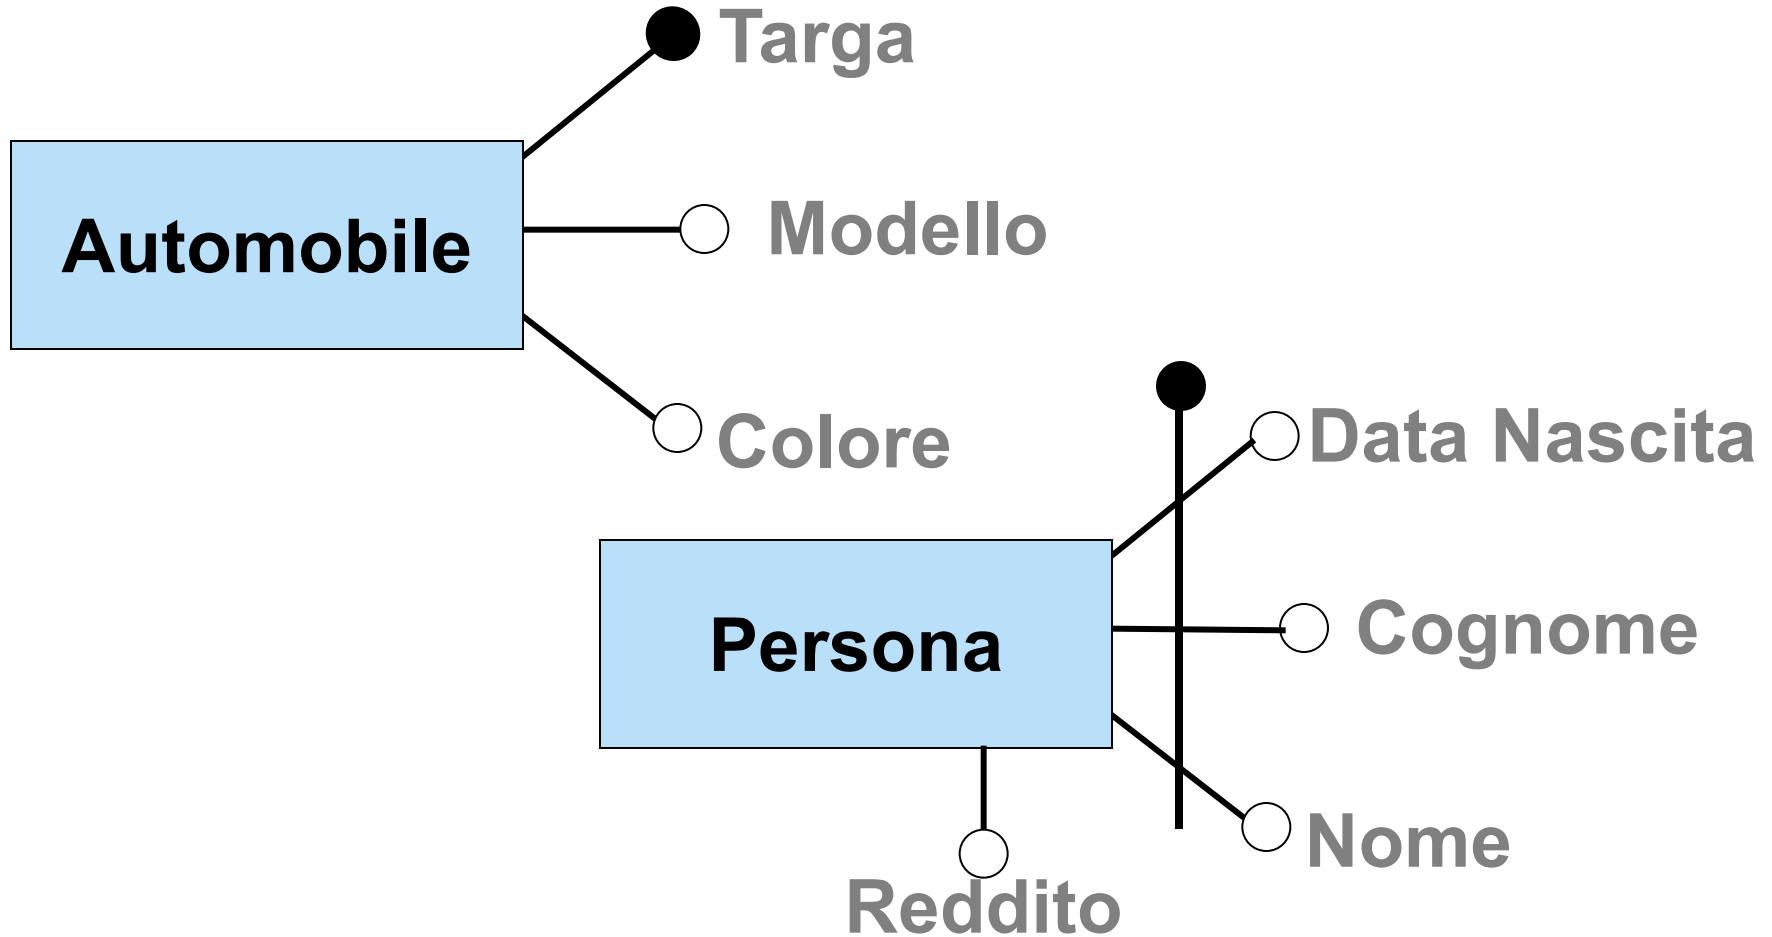 Targa
Automobile
Modello
Colore
Data Nascita
Persona
Cognome
Nome
Reddito